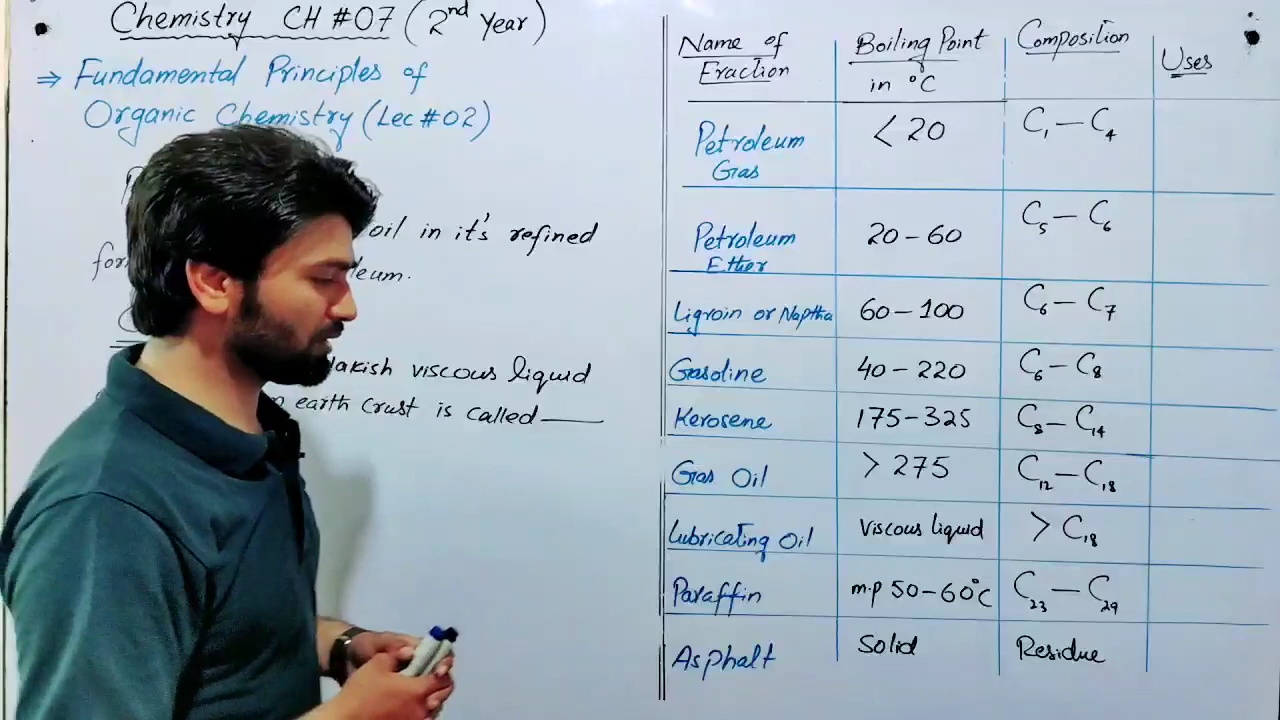 Chemistry CH #07 (2nd Year)
⇒ Fundamental Principles of
Organic Chemistry (Lec #02)
oil in it's refined
viscous liquid
earth crust is called
Name of
Fraction
Boiling Point
in °C
Composition
Uses
Petroleum
Gas
< 20
C1 – C4
Petroleum
Ether
20 – 60
C5 – C6
Ligroin or Naptha
60 – 100
C6 – C7
Gasoline
40 – 220
C6 – C8
Kerosene
175 – 325
C8 – C14
Gas Oil
> 275
C12 – C18
Lubricating Oil
Viscous liquid
> C18
Paraffin
m.p 50 – 60°C
C23 – C29
Asphalt
Solid
Residue